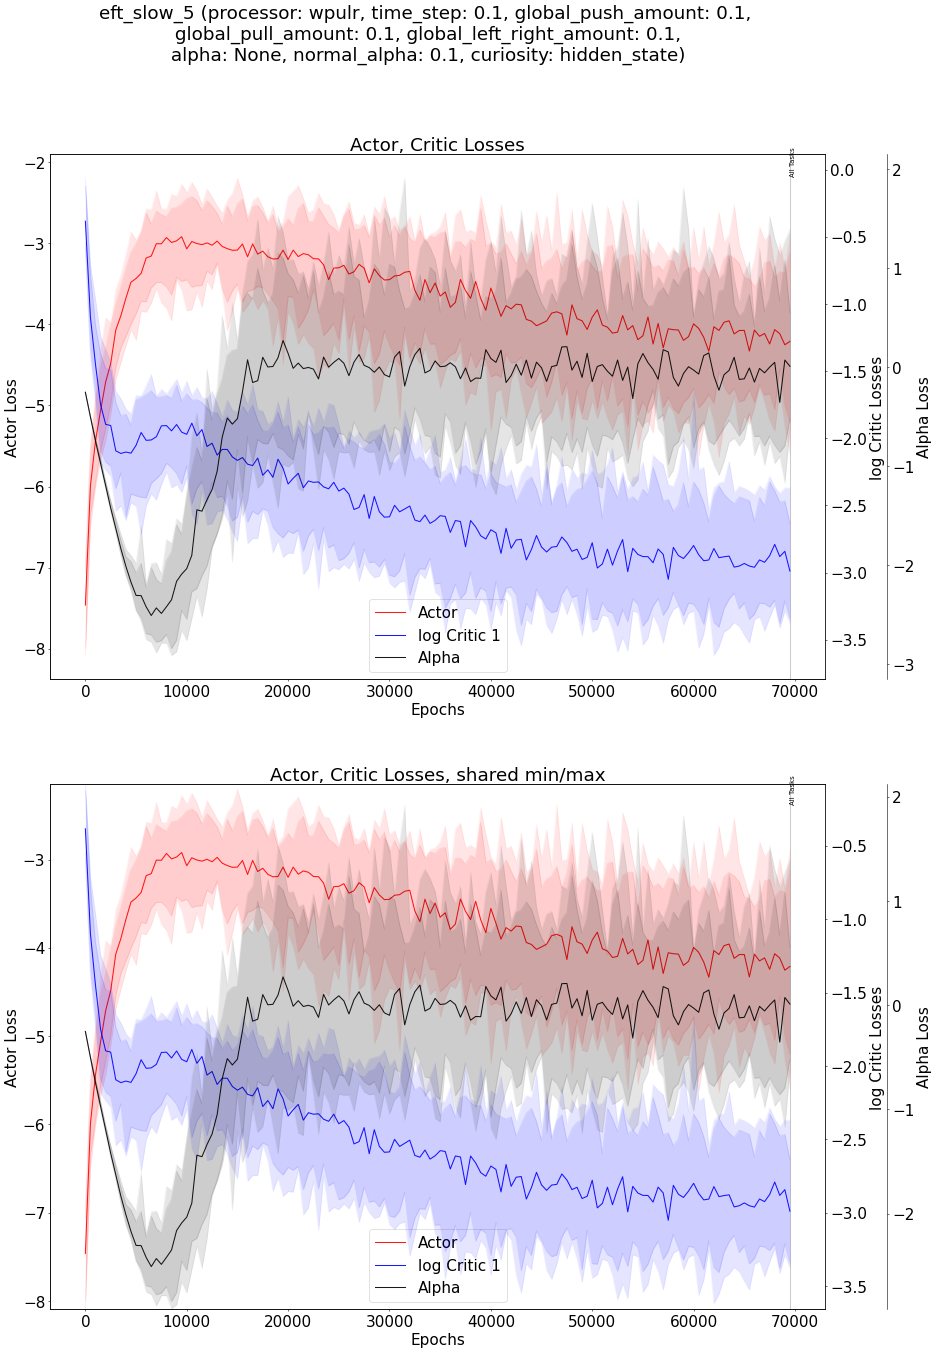 eft_slow_5 (processor: wpulr, time_step: 0.1, global_push_amount: 0.1,
global_pull_amount: 0.1, global_left_right_amount: 0.1,
alpha: None, normal_alpha: 0.1, curiosity: hidden_state)
Actor, Critic Losses
All Tasks
−2
−3
−4
−5
−6
−7
−8
Actor Loss
0.0
−0.5
−1.0
−1.5
−2.0
−2.5
−3.0
−3.5
log Critic Losses
2
1
0
−1
−2
−3
Alpha Loss
Actor
log Critic 1
Alpha
0 10000 20000 30000 40000 50000 60000 70000
Epochs
Actor, Critic Losses, shared min/max
All Tasks
−3
−4
−5
−6
−7
−8
Actor Loss
−0.5
−1.0
−1.5
−2.0
−2.5
−3.0
−3.5
log Critic Losses
2
1
0
−1
−2
Alpha Loss
Actor
log Critic 1
Alpha
0 10000 20000 30000 40000 50000 60000 70000
Epochs